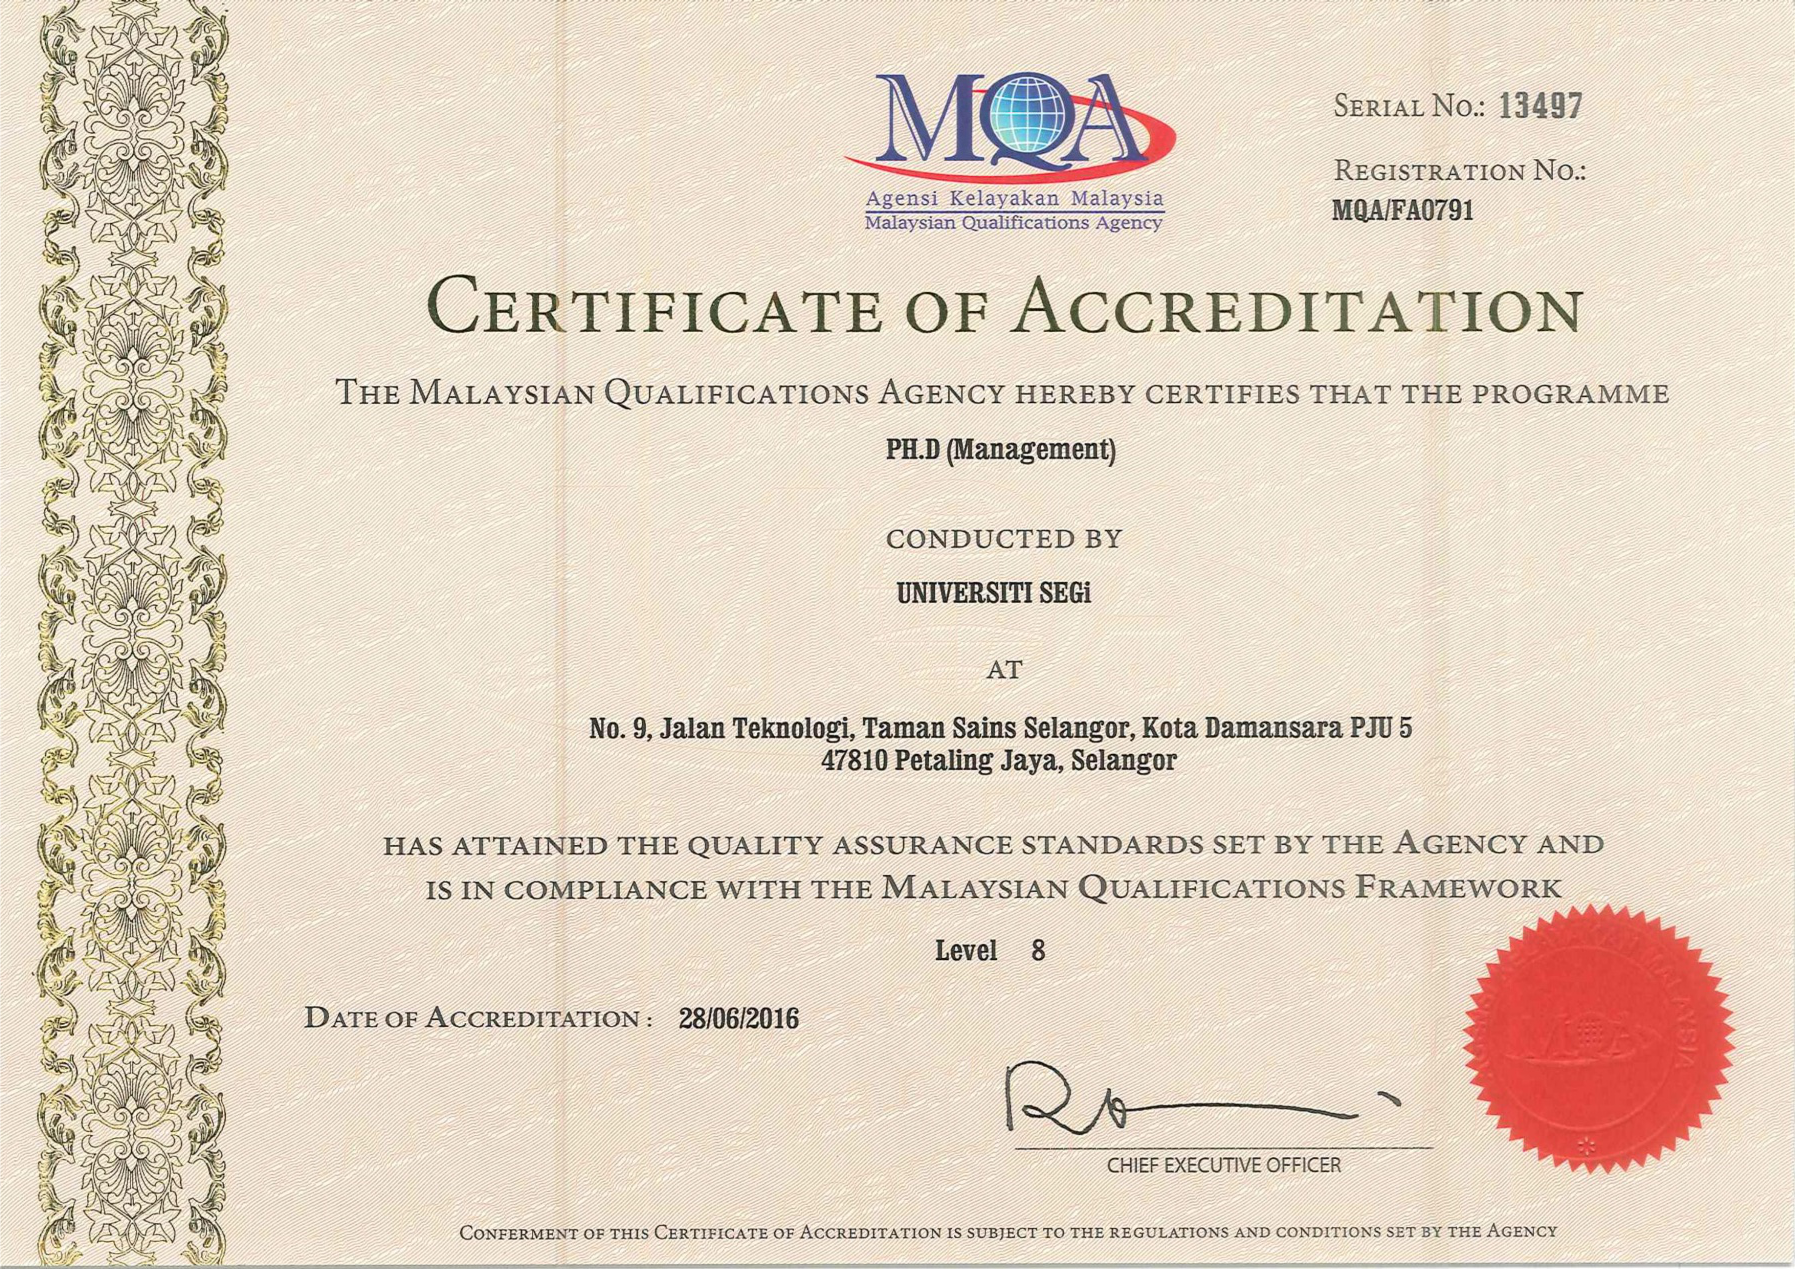 MQA
Agensi Kelayakan Malaysia
Malaysian Qualifications Agency
SERIAL NO.: 13497
REGISTRATION NO.:
MQA/FA0791
CERTIFICATE OF ACCREDITATION
THE MALAYSIAN QUALIFICATIONS AGENCY HEREBY CERTIFIES THAT THE PROGRAMME
PH.D (Management)
CONDUCTED BY
UNIVERSITI SEGi
AT
No. 9, Jalan Teknologi, Taman Sains Selangor, Kota Damansara PJU 5
47810 Petaling Jaya, Selangor
HAS ATTAINED THE QUALITY ASSURANCE STANDARDS SET BY THE AGENCY AND
IS IN COMPLIANCE WITH THE MALAYSIAN QUALIFICATIONS FRAMEWORK
Level 8
DATE OF ACCREDITATION : 28/06/2016
CHIEF EXECUTIVE OFFICER
CONFERMENT OF THIS CERTIFICATE OF ACCREDITATION IS SUBJECT TO THE REGULATIONS AND CONDITIONS SET BY THE AGENCY